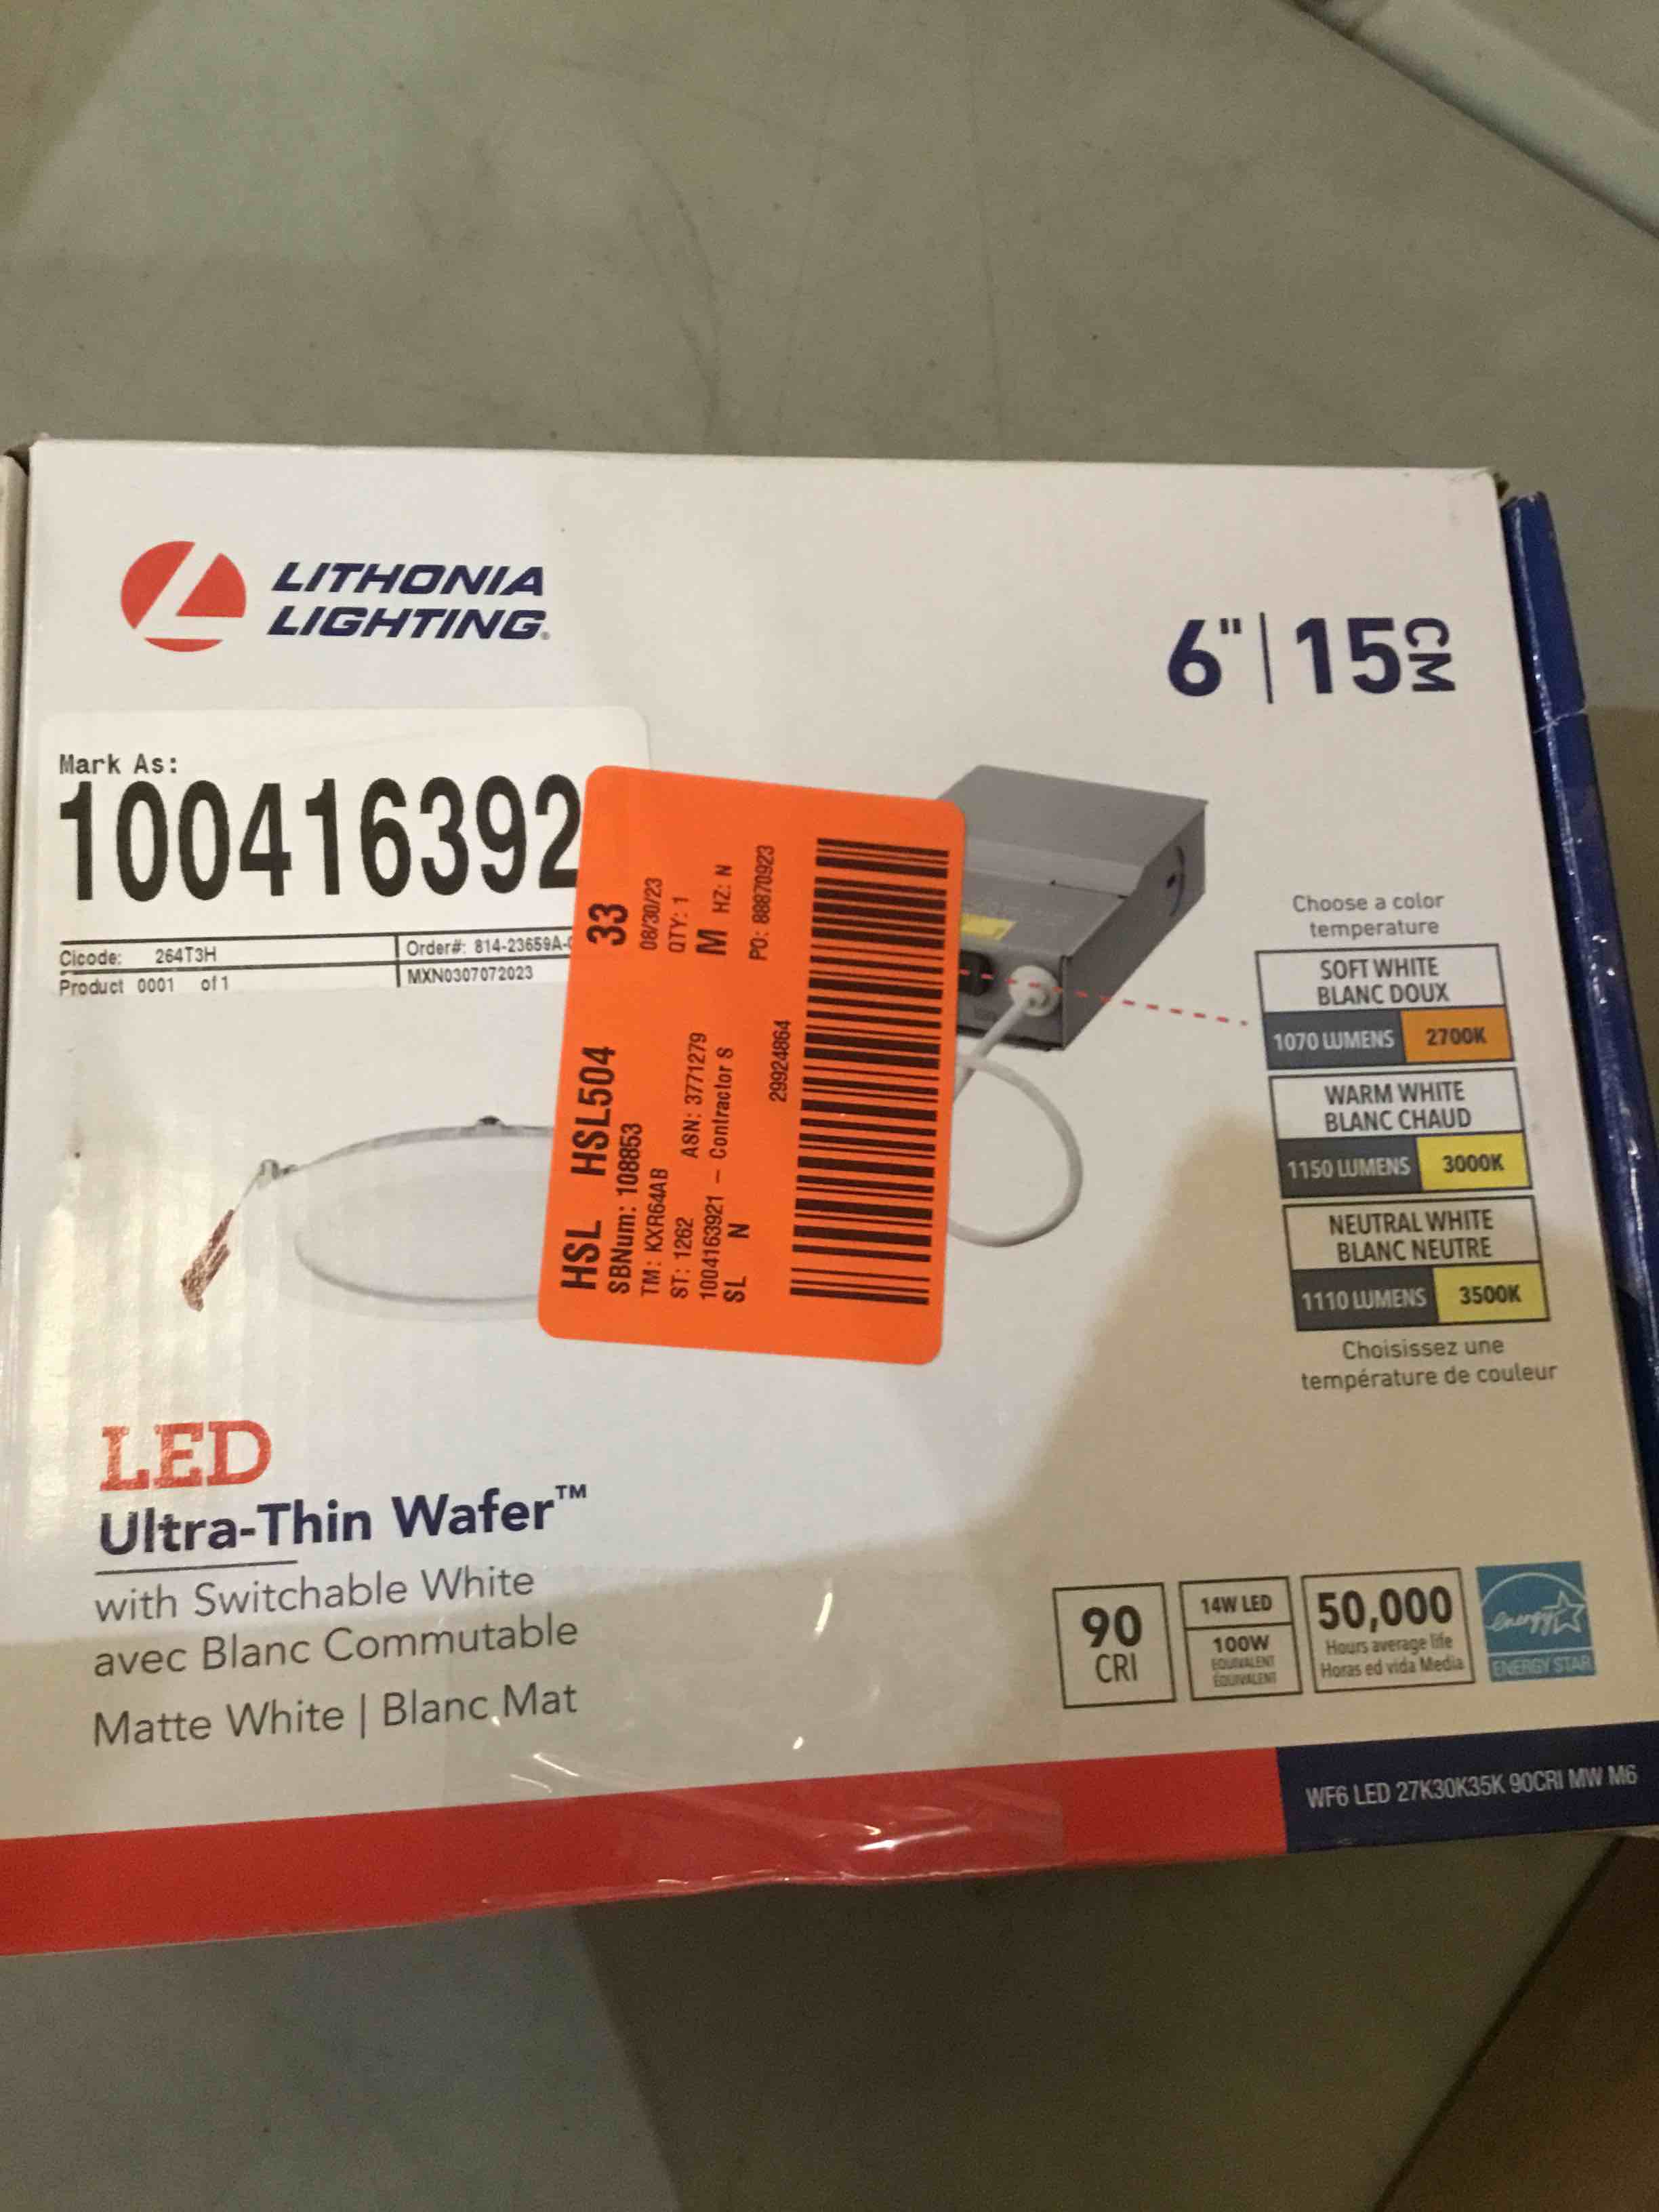 LITHONIA
LIGHTING®
6" | 15 CM
Mark As:
100416392
Cicode: 264T3H
Order#: 814-23659A-
Product 0001 of 1
MXN0307072023
HSL HSL504 33
SBNum: 108853
TM: KXR64AB 08/30/23
ST: 1262 ASN: 3771279 QTY: 1
1004163921 - Contractor S M HZ: N
SL N
PO: 88870923
29924864
Choose a color
temperature
SOFT WHITE
BLANC DOUX
1070 LUMENS 2700K
WARM WHITE
BLANC CHAUD
1150 LUMENS 3000K
NEUTRAL WHITE
BLANC NEUTRE
1110 LUMENS 3500K
Choisissez une
température de couleur
LED
Ultra-Thin Wafer™
with Switchable White
avec Blanc Commutable
Matte White | Blanc Mat
90
CRI
14W LED
100W
EQUIVALENT
ÉQUIVALENT
50,000
Hours average life
Horas ed vida Media
energy
ENERGY STAR
WF6 LED 27K30K35K 90CRI MW M6